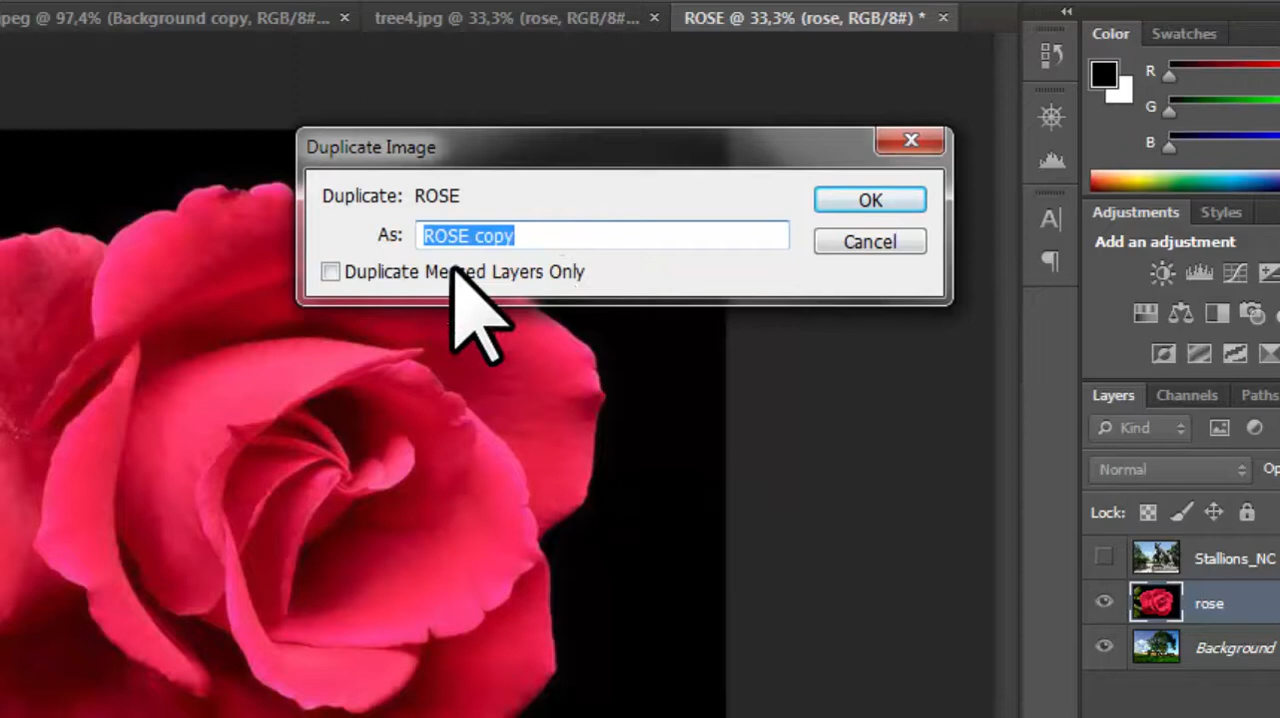 peg @ 97,4% (Background copy, RGB/8#... ×
tree4.jpg @ 33,3% (rose, RGB/8#... ×
ROSE @ 33,3% (rose, RGB/8#) * ×
Duplicate Image
Duplicate: ROSE
As: ROSE copy
Duplicate Merged Layers Only
OK
Cancel
Color Swatches
R
G
B
Adjustments Styles
Add an adjustment
Layers Channels Paths
Kind
Normal Op
Lock:
Stallions_NC
rose
Background